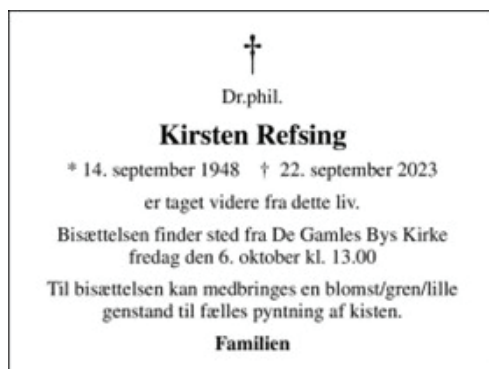 †
Dr.phil.
Kirsten Refsing
* 14. september 1948 † 22. september 2023
er taget videre fra dette liv.
Bisættelsen finder sted fra De Gamles Bys Kirke
fredag den 6. oktober kl. 13.00
Til bisættelsen kan medbringes en blomst/gren/lille
genstand til fælles pyntning af kisten.
Familien